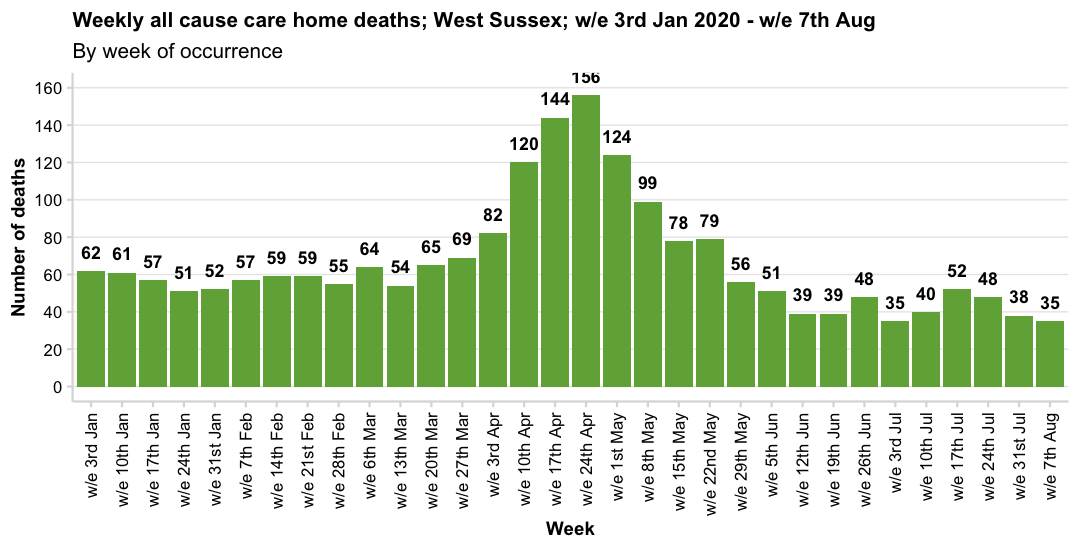 Weekly all cause care home deaths; West Sussex; w/e 3rd Jan 2020 - w/e 7th Aug
By week of occurrence
Number of deaths
160
140
120
100
80
60
40
20
0
62
61
57
51
52
57
59
59
55
64
54
65
69
82
120
144
156
124
99
78
79
56
51
39
39
48
35
40
52
48
38
35
w/e 3rd Jan
w/e 10th Jan
w/e 17th Jan
w/e 24th Jan
w/e 31st Jan
w/e 7th Feb
w/e 14th Feb
w/e 21st Feb
w/e 28th Feb
w/e 6th Mar
w/e 13th Mar
w/e 20th Mar
w/e 27th Mar
w/e 3rd Apr
w/e 10th Apr
w/e 17th Apr
w/e 24th Apr
w/e 1st May
w/e 8th May
w/e 15th May
w/e 22nd May
w/e 29th May
w/e 5th Jun
w/e 12th Jun
w/e 19th Jun
w/e 26th Jun
w/e 3rd Jul
w/e 10th Jul
w/e 17th Jul
w/e 24th Jul
w/e 31st Jul
w/e 7th Aug
Week